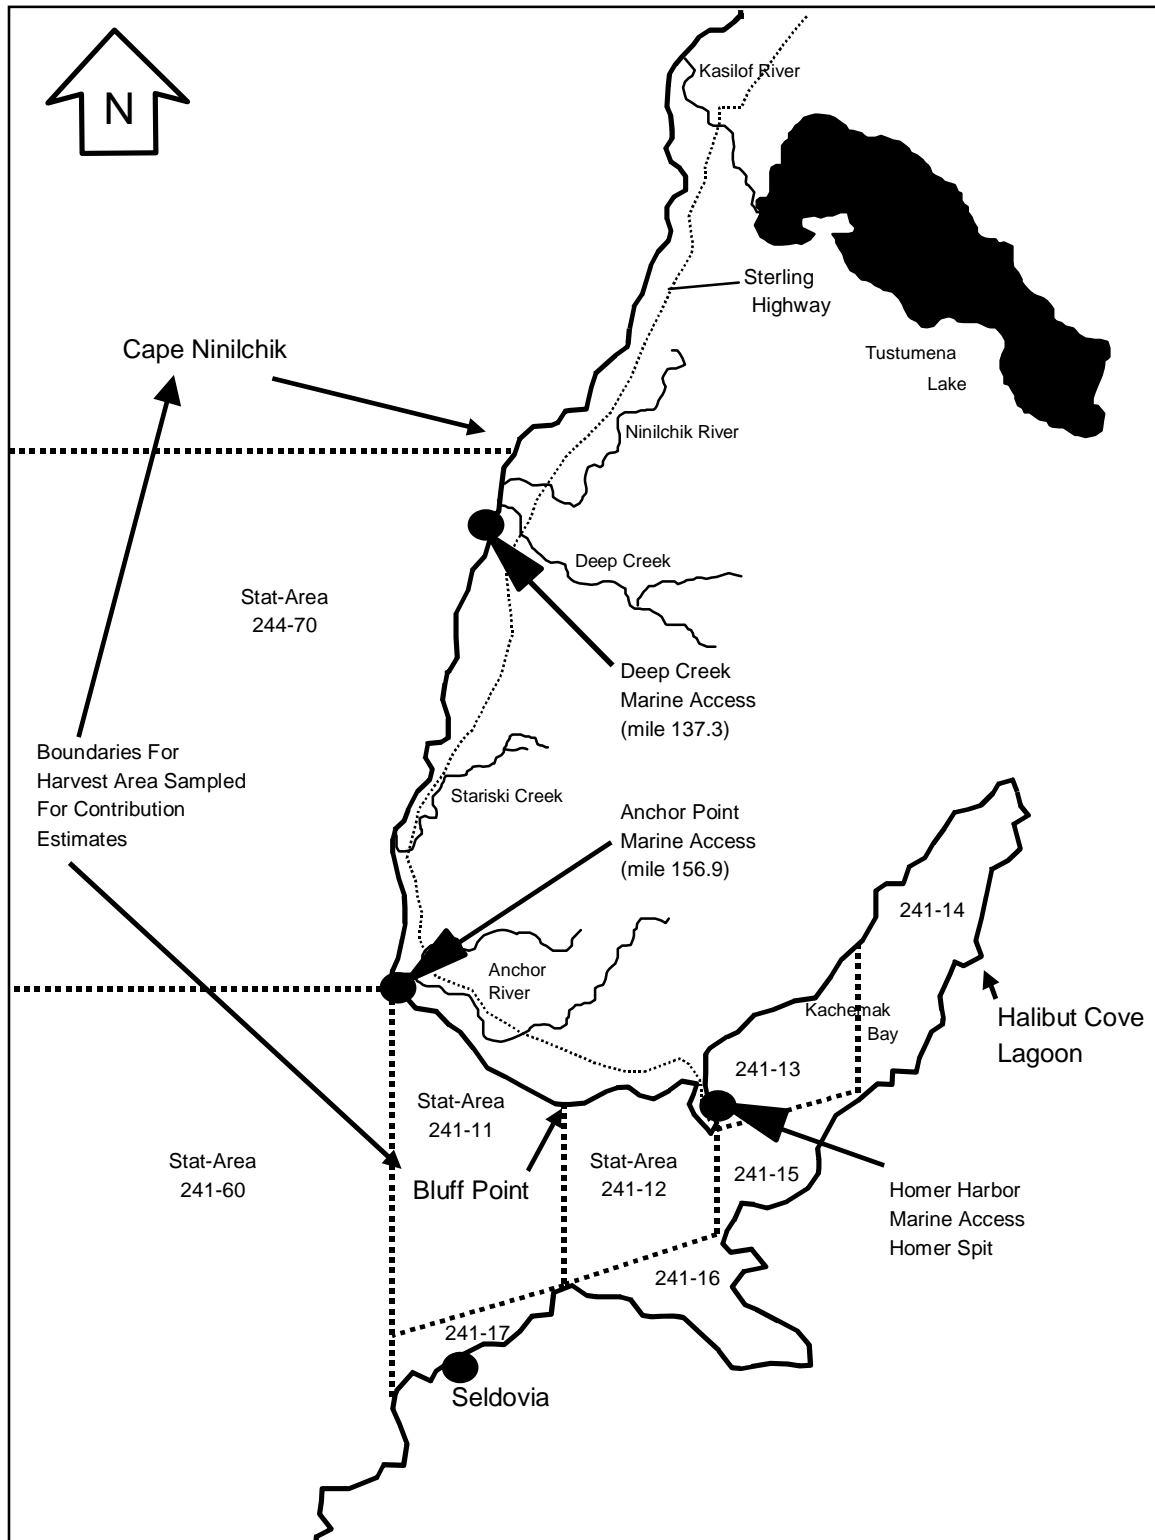 N
Kasilof River
Sterling
Highway
Tustumena
Lake
Cape Ninilchik
Ninilchik River
Deep Creek
Stat-Area
244-70
Deep Creek
Marine Access
(mile 137.3)
Boundaries For
Harvest Area Sampled
For Contribution
Estimates
Stariski Creek
Anchor Point
Marine Access
(mile 156.9)
241-14
Anchor
River
Kachemak
Bay
Halibut Cove
Lagoon
241-13
Stat-Area
241-11
Stat-Area
241-60
Bluff Point
Stat-Area
241-12
241-15
Homer Harbor
Marine Access
Homer Spit
241-16
241-17
Seldovia